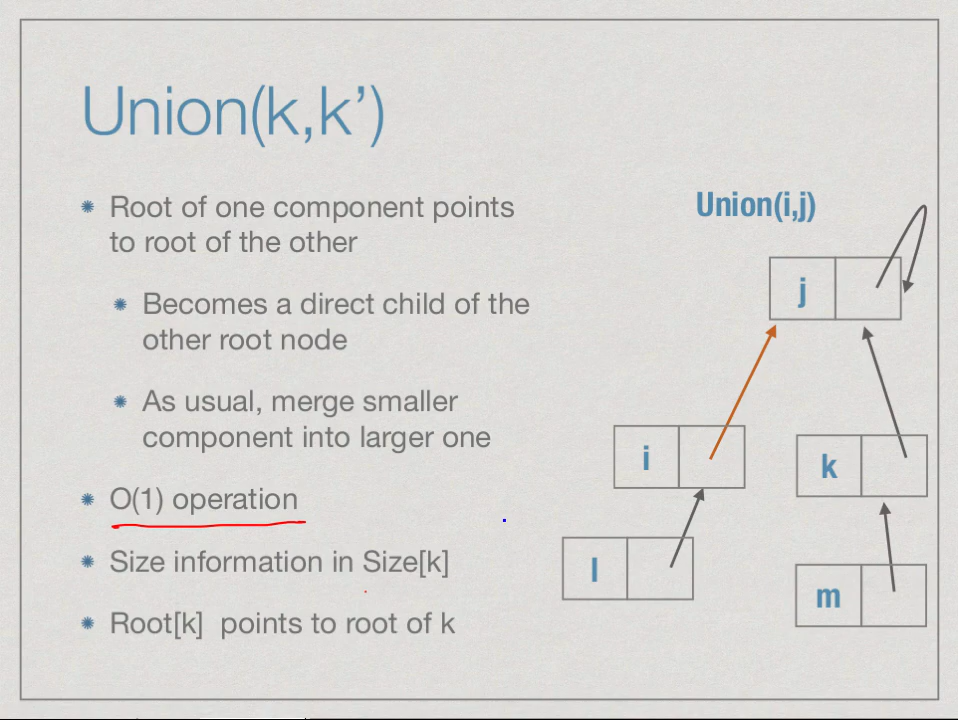 Union(k,k’)
Root of one component points
to root of the other
Becomes a direct child of the
other root node
As usual, merge smaller
component into larger one
O(1) operation
Size information in Size[k]
Root[k] points to root of k
Union(i,j)
j
i
k
l
m